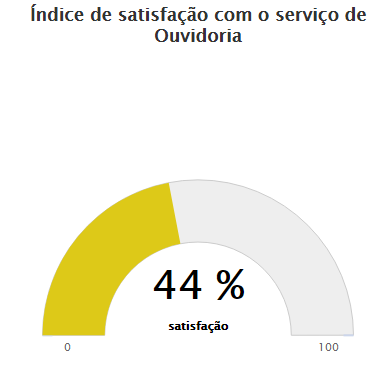 Índice de satisfação com o serviço de
Ouvidoria
44 %
satisfação
0
100